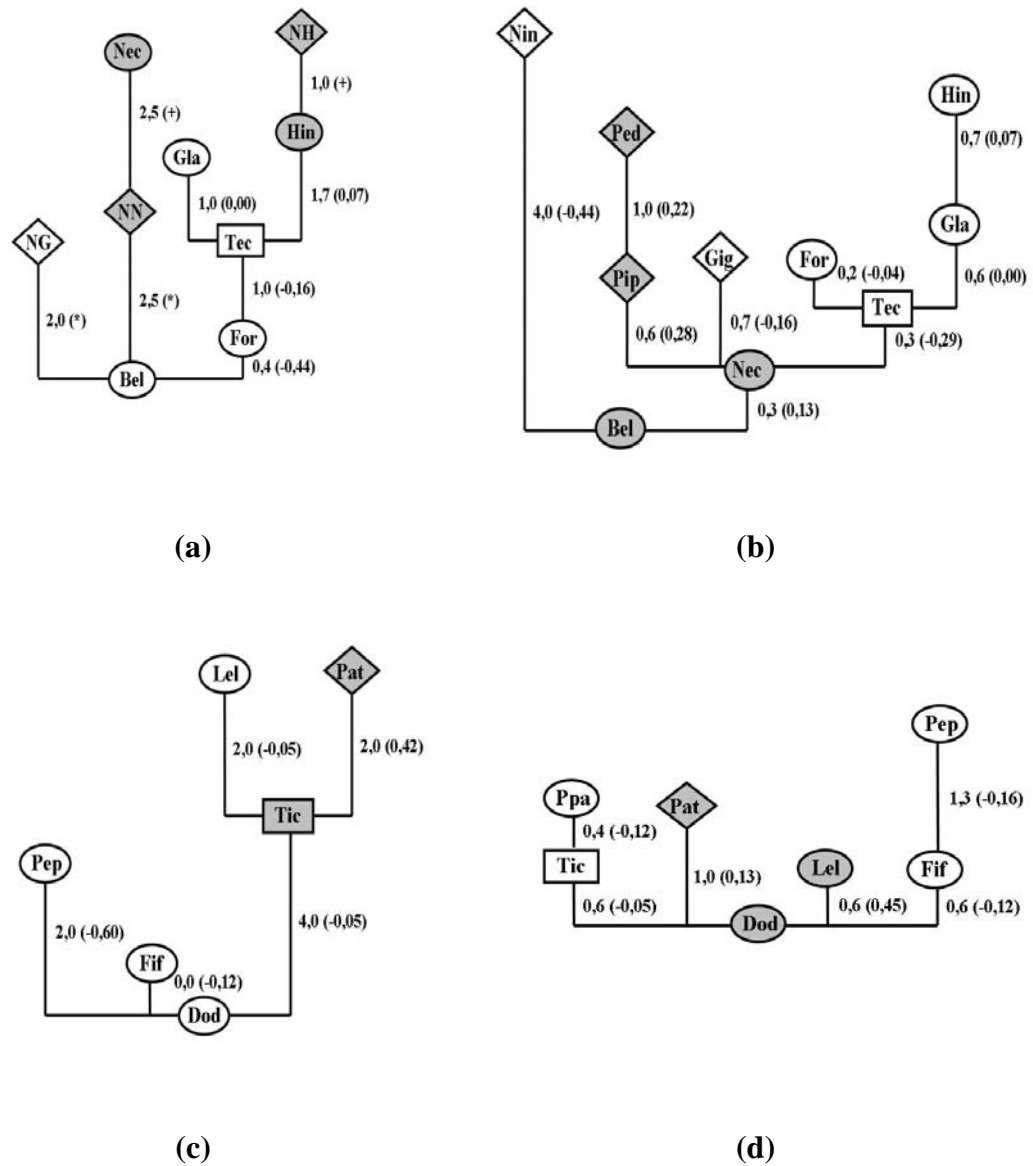 Nec
NH
2,5 (+)
1,0 (+)
Gla
Hin
1,0 (0,00)
1,7 (0,07)
NN
NG
Tec
2,0 (*)
2,5 (*)
1,0 (-0,16)
For
0,4 (-0,44)
Bel
(a)
Nin
Hin
Ped
0,7 (0,07)
4,0 (-0,44)
1,0 (0,22)
Gla
For
Gig
Pip
0,2 (-0,04)
0,6 (0,00)
Tec
0,6 (0,28)
0,7 (-0,16)
0,3 (-0,29)
Nec
0,3 (0,13)
Bel
(b)
Lel
Pat
2,0 (-0,05)
2,0 (0,42)
Tic
Pep
4,0 (-0,05)
2,0 (-0,60)
Fif
0,0 (-0,12)
Dod
(c)
Pep
Ppa
Pat
1,3 (-0,16)
0,4 (-0,12)
Tic
Lel
Fif
0,6 (-0,05)
1,0 (0,13)
0,6 (0,45)
0,6 (-0,12)
Dod
(d)